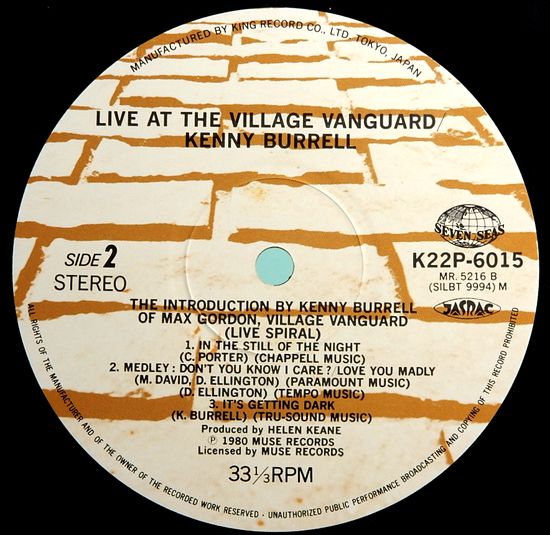 MANUFACTURED BY KING RECORD CO., LTD. TOKYO, JAPAN
LIVE AT THE VILLAGE VANGUARD/
KENNY BURRELL
SEVEN SEAS
SIDE 2
STEREO
K22P-6015
MR. 5216 B
(SILBT 9994) M
JASRAC
THE INTRODUCTION BY KENNY BURRELL
OF MAX GORDON, VILLAGE VANGUARD
(LIVE SPIRAL)
1. IN THE STILL OF THE NIGHT
(C. PORTER) (CHAPPELL MUSIC)
2. MEDLEY : DON'T YOU KNOW I CARE? /LOVE YOU MADLY
(M. DAVID, D. ELLINGTON) (PARAMOUNT MUSIC)
(D. ELLINGTON) (TEMPO MUSIC)
3. IT'S GETTING DARK
(K. BURRELL) (TRU-SOUND MUSIC)
Produced by HELEN KEANE
Ⓟ 1980 MUSE RECORDS
Licensed by MUSE RECORDS
33 1/3 RPM
ALL RIGHTS OF THE MANUFACTURER AND OF THE OWNER OF THE RECORDED WORK RESERVED · UNAUTHORIZED PUBLIC PERFORMANCE BROADCASTING AND COPYING OF THIS RECORD PROHIBITED